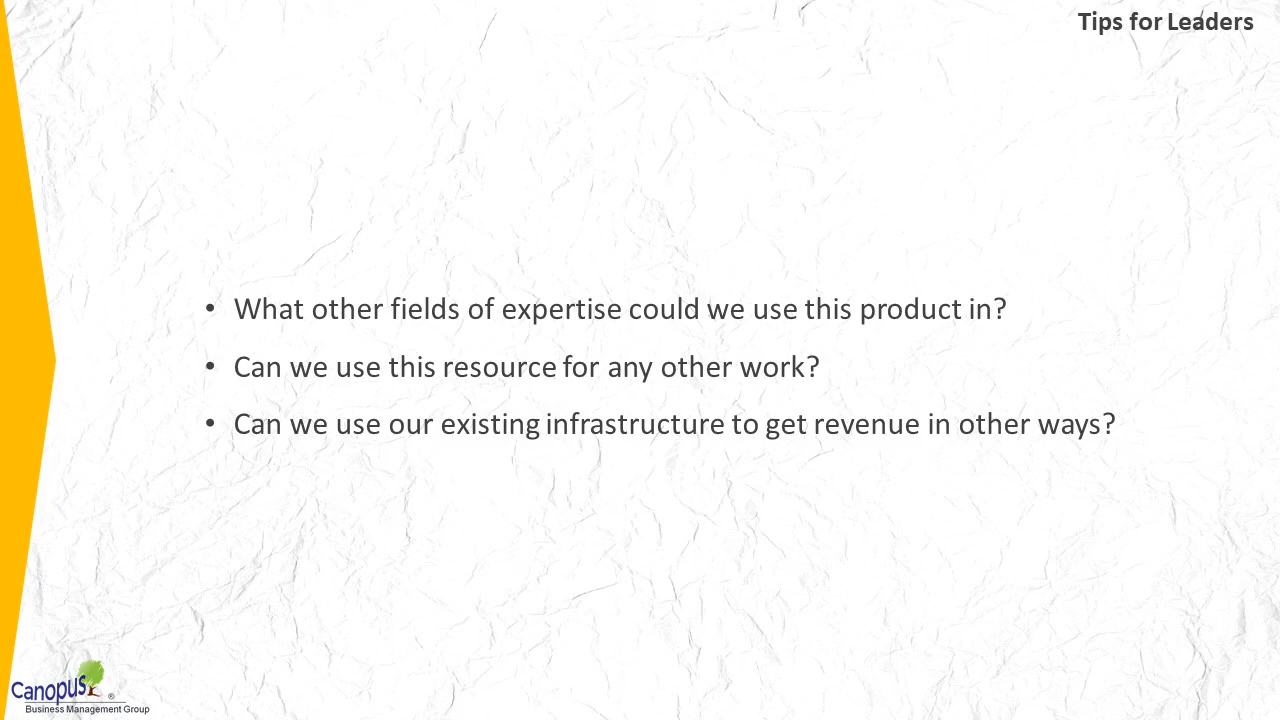 Tips for Leaders
• What other fields of expertise could we use this product in?
• Can we use this resource for any other work?
• Can we use our existing infrastructure to get revenue in other ways?
Canopus ®
Business Management Group